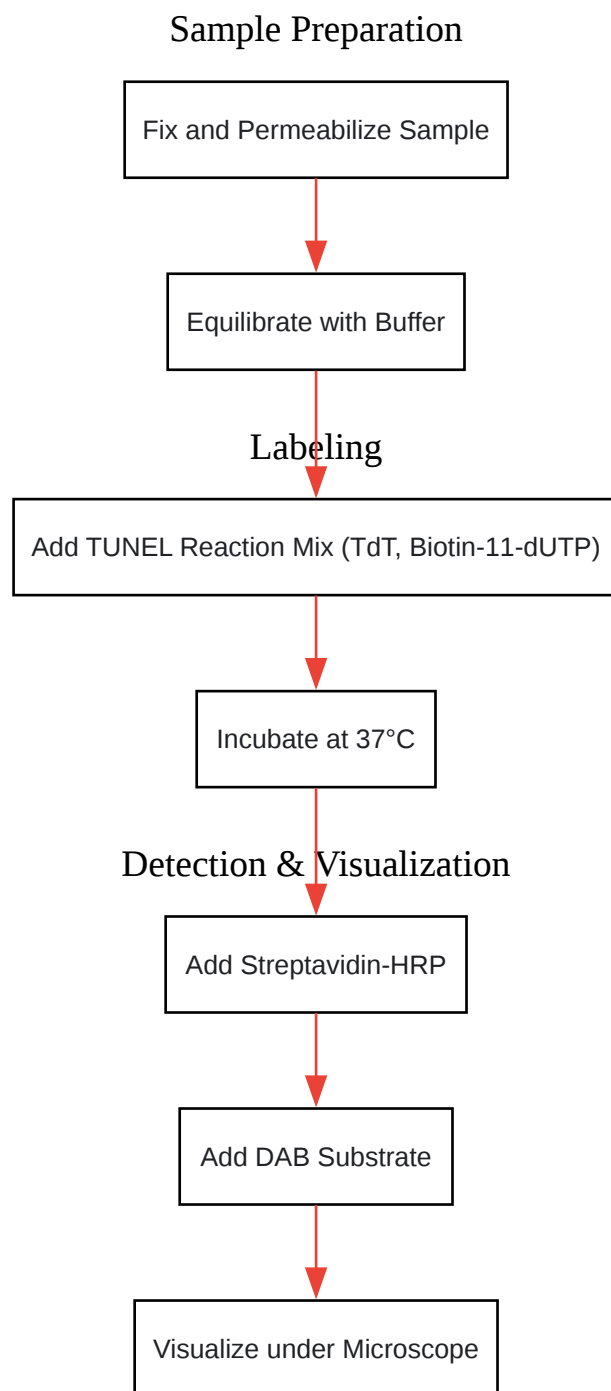 Sample Preparation
Fix and Permeabilize Sample
Equilibrate with Buffer
Labeling
Add TUNEL Reaction Mix (TdT, Biotin-11-dUTP)
Incubate at 37°C
Detection & Visualization
Add Streptavidin-HRP
Add DAB Substrate
Visualize under Microscope